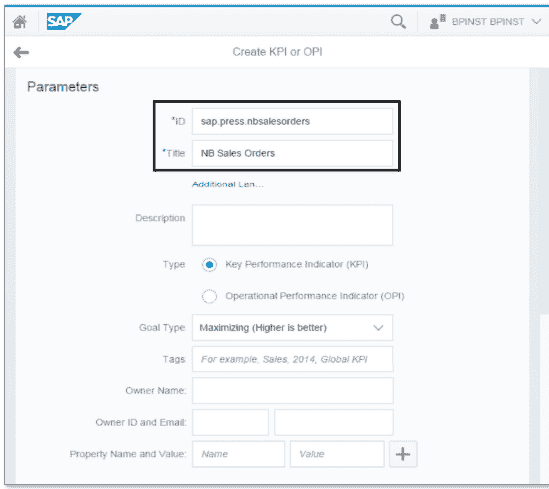 SAP
BPINST BPINST
Create KPI or OPI
Parameters
*ID sap.press.nbsalesorders
*Title NB Sales Orders
Additional Lan...
Description
Type Key Performance Indicator (KPI)
Operational Performance Indicator (OPI)
Goal Type Maximizing (Higher is better)
Tags For example, Sales, 2014, Global KPI
Owner Name:
Owner ID and Email:
Property Name and Value: Name Value +